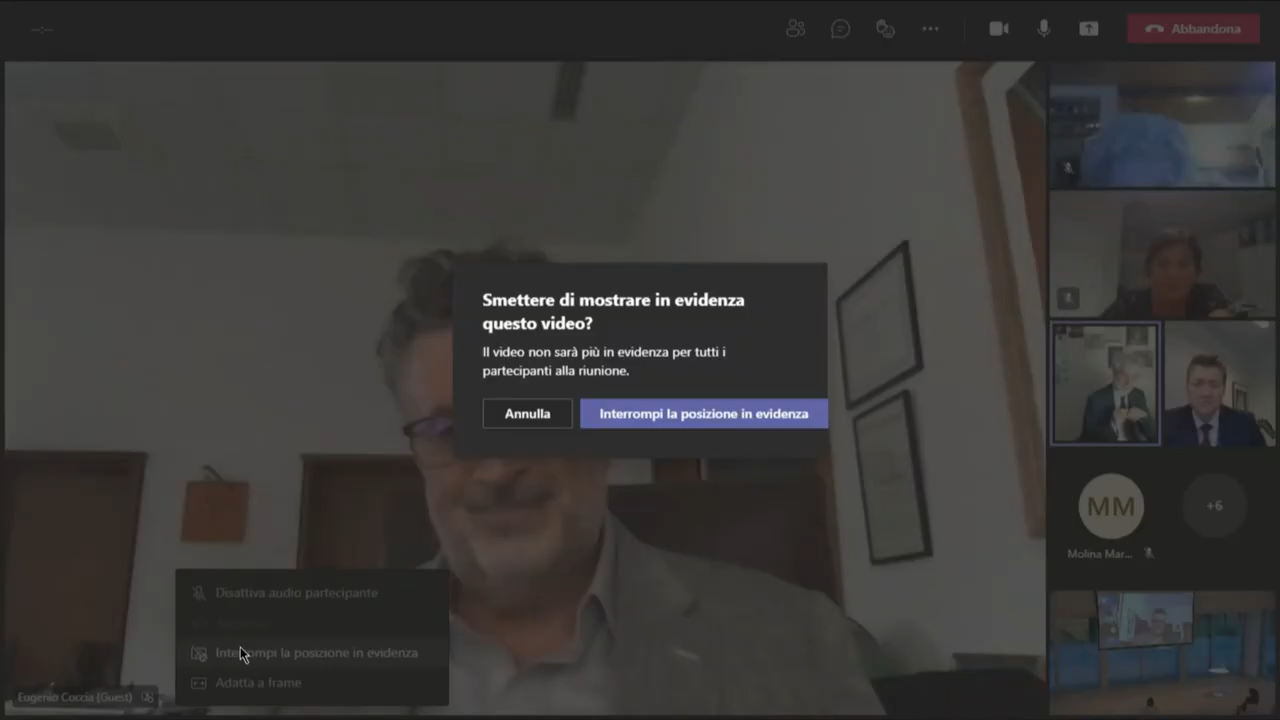 Abbandona
Smettere di mostrare in evidenza
questo video?
Il video non sarà più in evidenza per tutti i
partecipanti alla riunione.
Annulla
Interrompi la posizione in evidenza
MM
+6
Molina Mar...
Disattiva audio partecipante
Interrompi la posizione in evidenza
Adatta a frame
Eugenio Coccia (Guest)